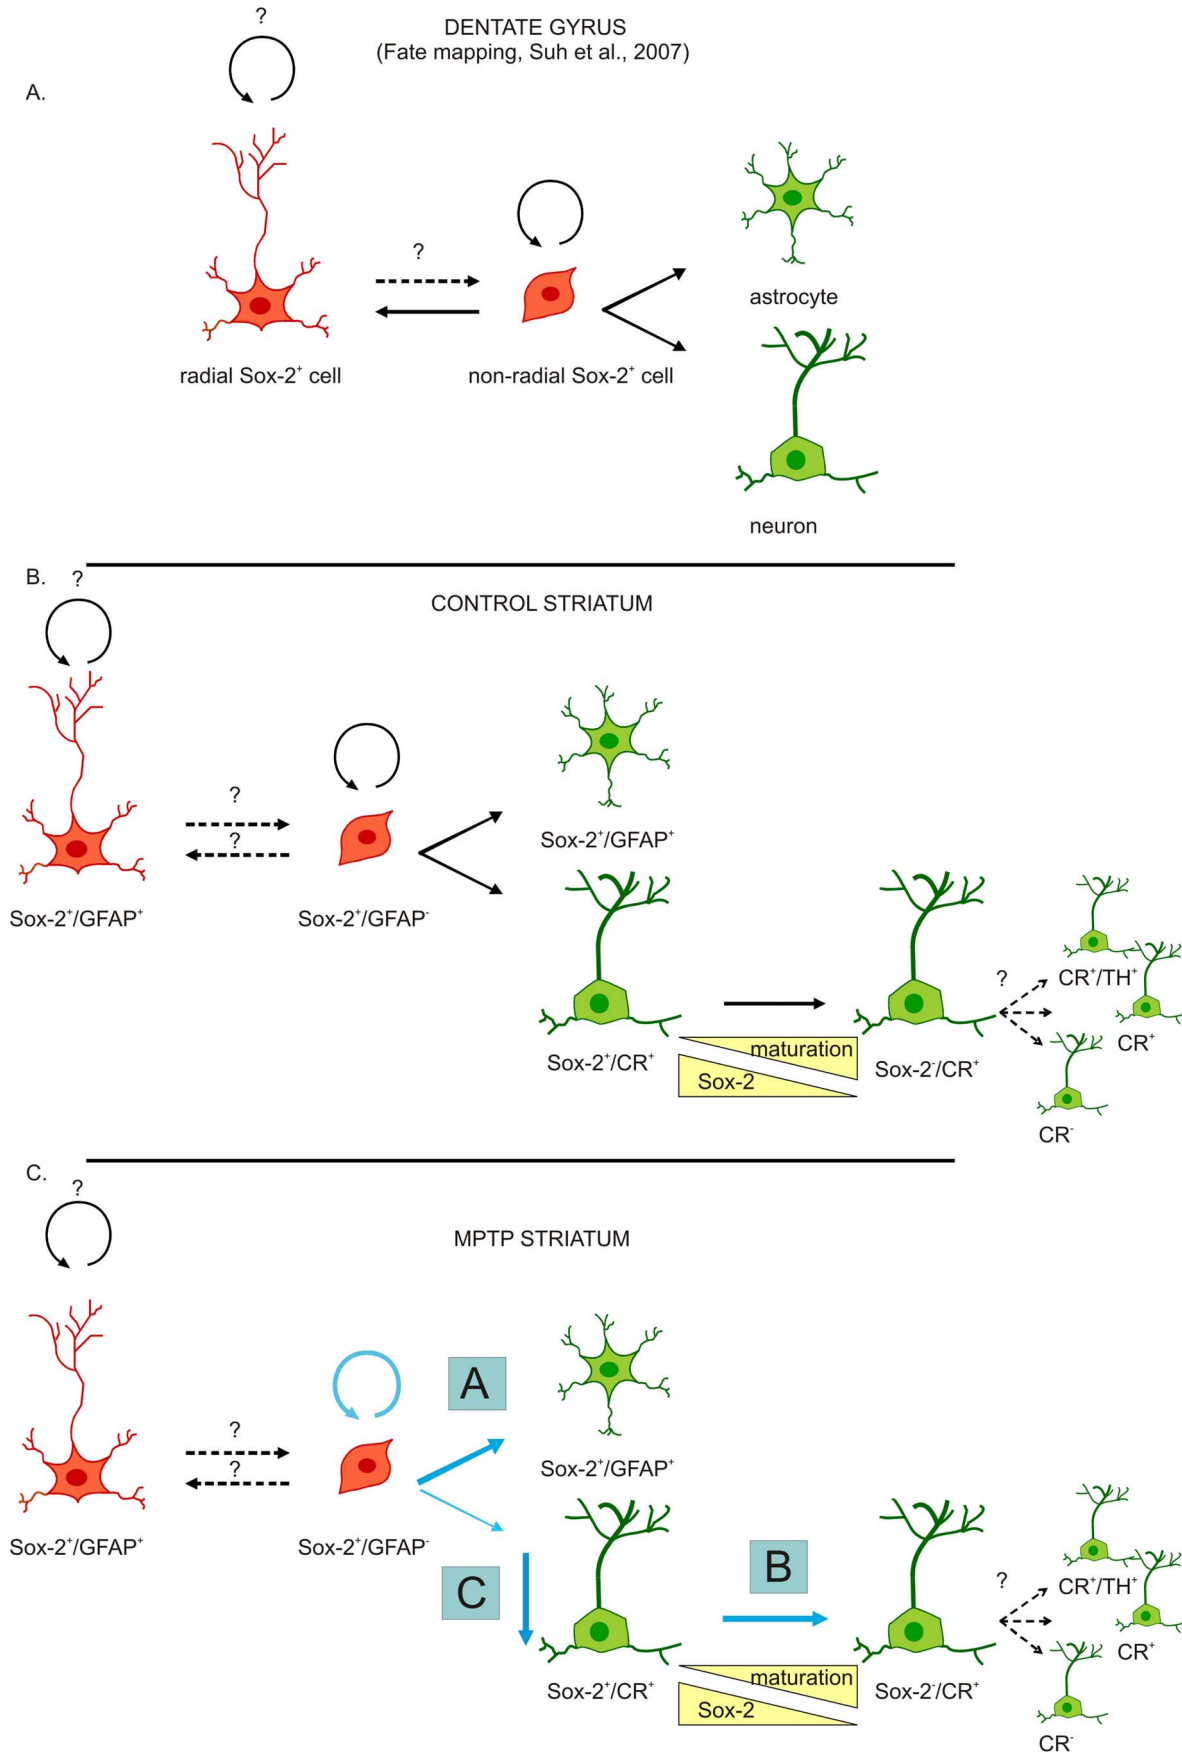 ?
DENTATE GYRUS
(Fate mapping, Suh et al., 2007)
A.
?
astrocyte
radial Sox-2⁺ cell
non-radial Sox-2⁺ cell
neuron
B.
?
CONTROL STRIATUM
?
?
Sox-2⁺/GFAP⁺
Sox-2⁺/GFAP⁺
Sox-2⁺/GFAP⁻
?
CR⁺/TH⁺
CR⁺
Sox-2⁺/CR⁺
maturation
Sox-2
Sox-2⁻/CR⁺
CR⁻
C.
?
MPTP STRIATUM
A
?
?
Sox-2⁺/GFAP⁺
Sox-2⁺/GFAP⁺
Sox-2⁺/GFAP⁻
C
B
?
CR⁺/TH⁺
CR⁺
Sox-2⁺/CR⁺
maturation
Sox-2
Sox-2⁻/CR⁺
CR⁻